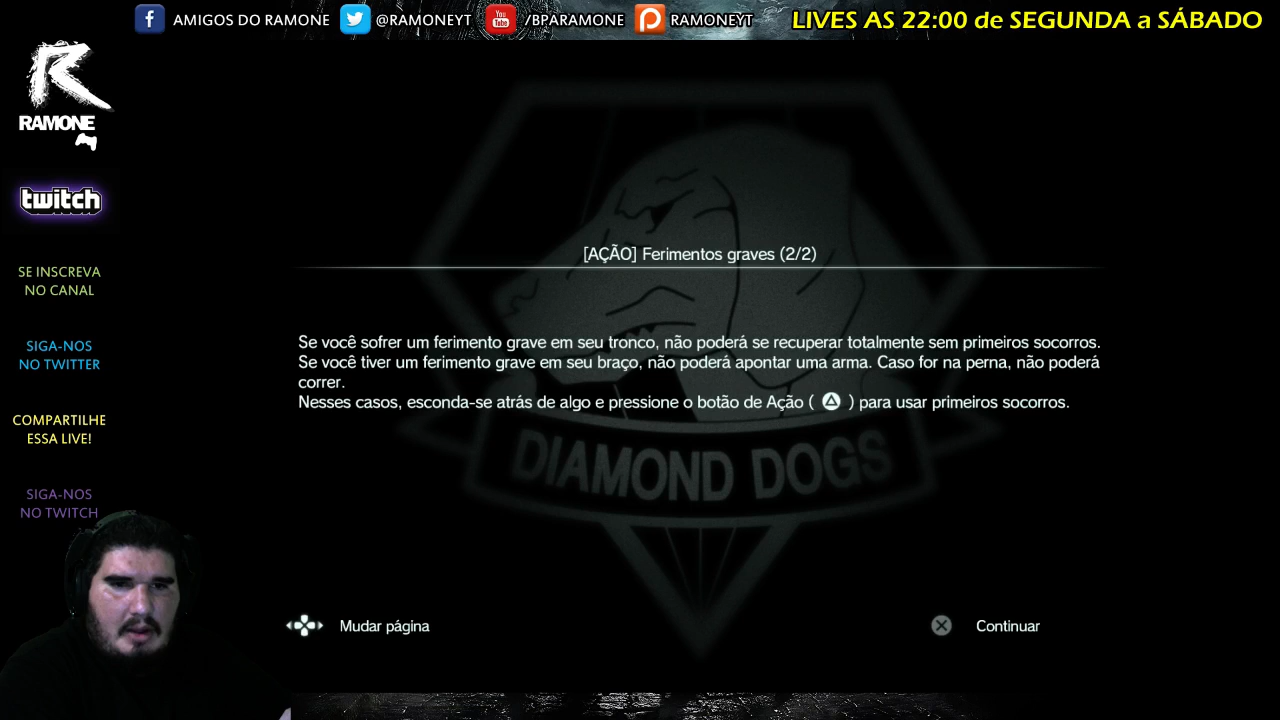 AMIGOS DO RAMONE @RAMONEYT You Tube /BPARAMONE RAMONEYT LIVES AS 22:00 de SEGUNDA a SÁBADO
R
RAMONE
twitch
SE INSCREVA
NO CANAL
SIGA-NOS
NO TWITTER
COMPARTILHE
ESSA LIVE!
SIGA-NOS
NO TWITCH
[AÇÃO] Ferimentos graves (2/2)
Se você sofrer um ferimento grave em seu tronco, não poderá se recuperar totalmente sem primeiros socorros.
Se você tiver um ferimento grave em seu braço, não poderá apontar uma arma. Caso for na perna, não poderá
correr.
Nesses casos, esconda-se atrás de algo e pressione o botão de Ação ( ) para usar primeiros socorros.
DIAMOND DOGS
Mudar página
Continuar